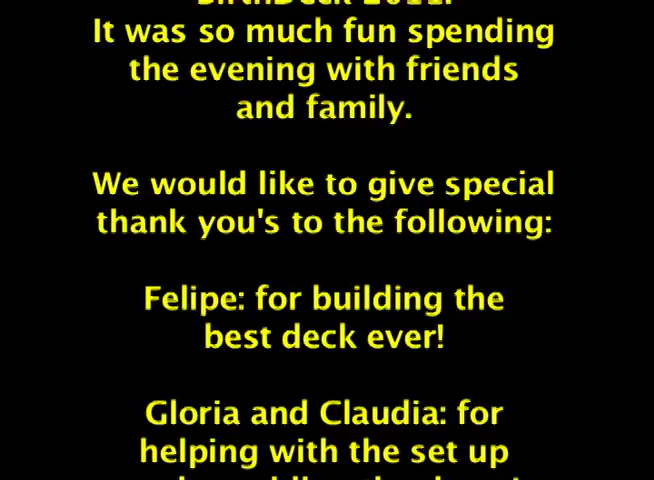 BirthDeck 2011!
It was so much fun spending
the evening with friends
and family.
We would like to give special
thank you's to the following:
Felipe: for building the
best deck ever!
Gloria and Claudia: for
helping with the set up